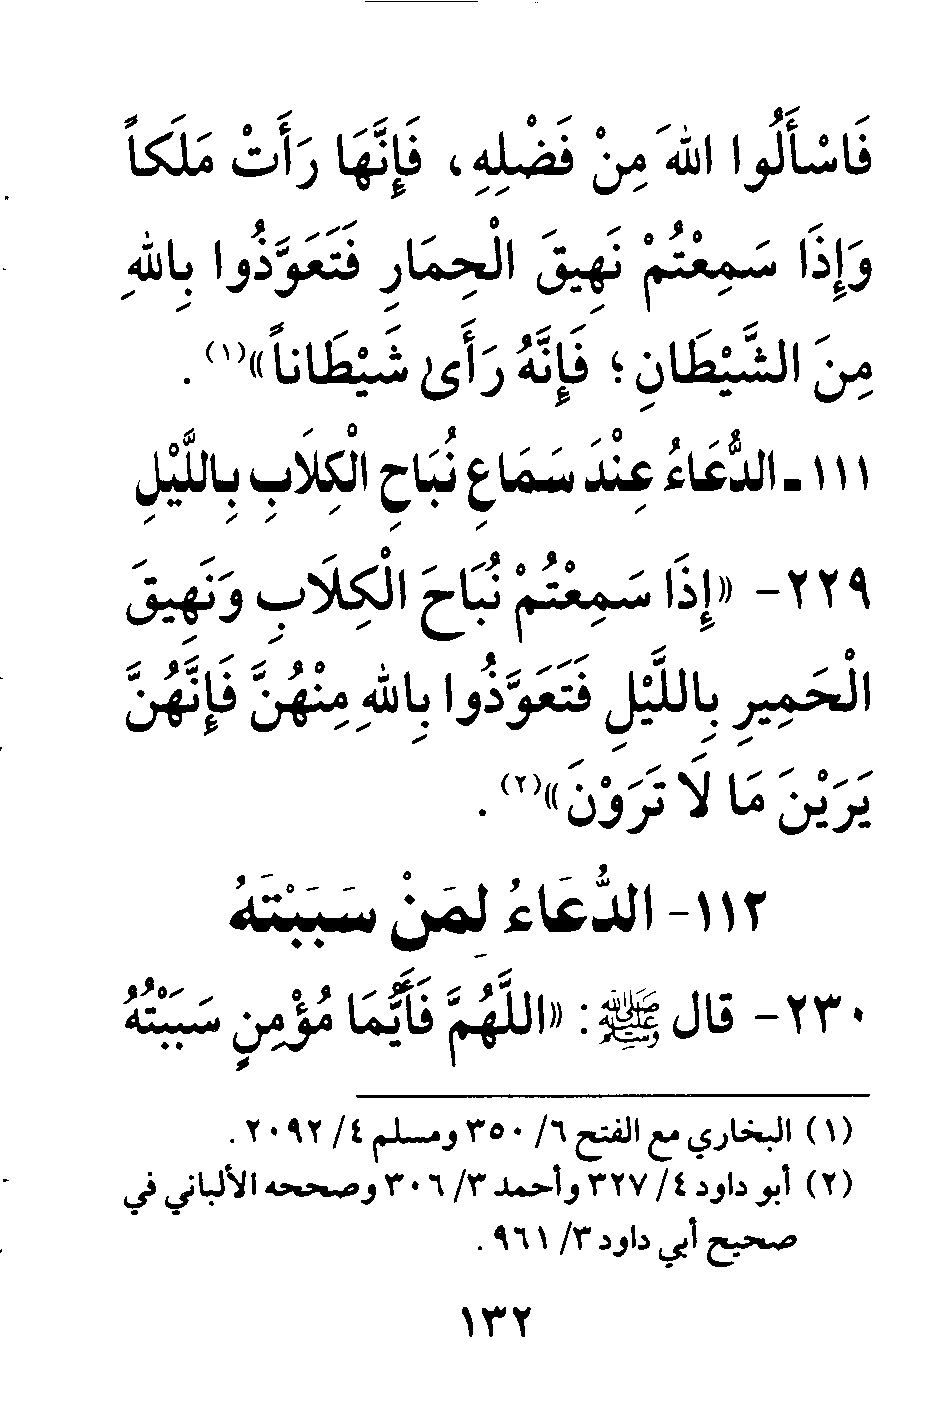 فَاسْأَلُوا اللهَ مِنْ فَضْلِهِ، فَإِنَّهَا رَأَتْ مَلَكاً
وَإِذَا سَمِعْتُمْ نَهِيقَ الْحِمَارِ فَتَعَوَّذُوا بِاللهِ
مِنَ الشَّيْطَانِ؛ فَإِنَّهُ رَأَىٰ شَيْطَاناً»(١).
١١١ـ الدُّعَاءُ عِنْدَ سَمَاعِ نُبَاحِ الْكِلَابِ بِاللَّيْلِ
٢٢٩- «إِذَا سَمِعْتُمْ نُبَاحَ الْكِلَابِ وَنَهِيقَ
الْحَمِيرِ بِاللَّيْلِ فَتَعَوَّذُوا بِاللهِ مِنْهُنَّ فَإِنَّهُنَّ
يَرَيْنَ مَا لَا تَرَوْنَ»(٢).
١١٢- الدُّعَاءُ لِمَنْ سَبَبْتَهُ
٢٣٠- قال ﷺ: «اللَّهُمَّ فَأَيُّمَا مُؤْمِنٍ سَبَبْتُهُ
(١) البخاري مع الفتح ٦/ ٣٥٠ ومسلم ٤/ ٢٠٩٢.
(٢) أبو داود ٤/ ٣٢٧ وأحمد ٣/ ٣٠٦ وصححه الألباني في
صحيح أبي داود ٣/ ٩٦١.
١٣٢